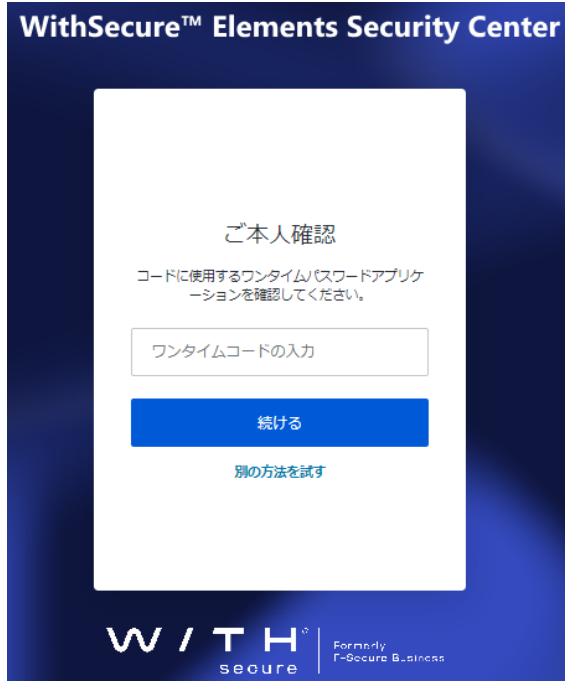 WithSecure™ Elements Security Center
ご本人確認
コードに使用するワンタイムパスワードアプリケ
ーションを確認してください。
ワンタイムコードの入力
続ける
別の方法を試す
WITH®
secure
Formerly
F-Secure Business